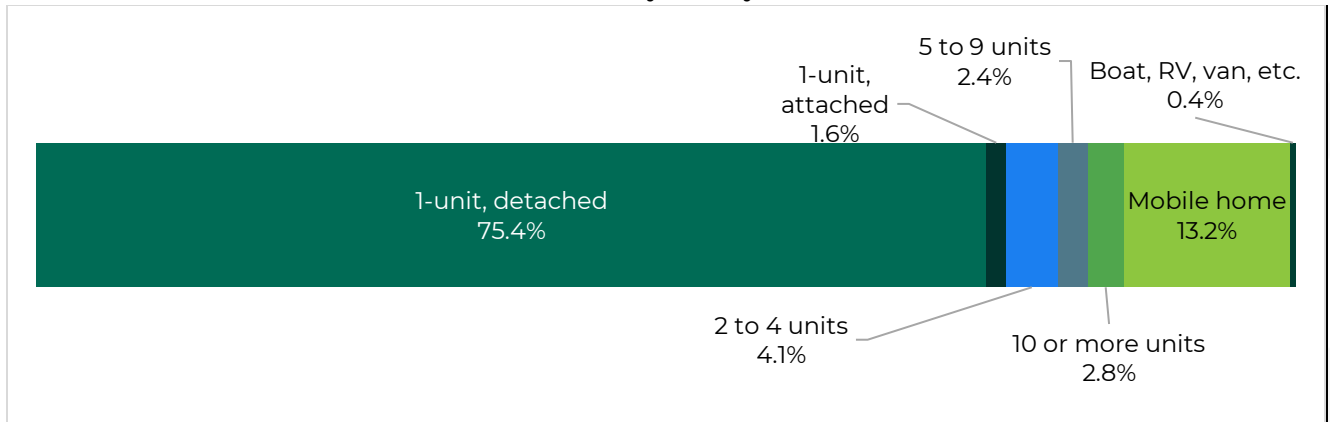 5 to 9 units
2.4%
1-unit,
attached
1.6%
Boat, RV, van, etc.
0.4%
1-unit, detached
75.4%
Mobile home
13.2%
2 to 4 units
4.1%
10 or more units
2.8%